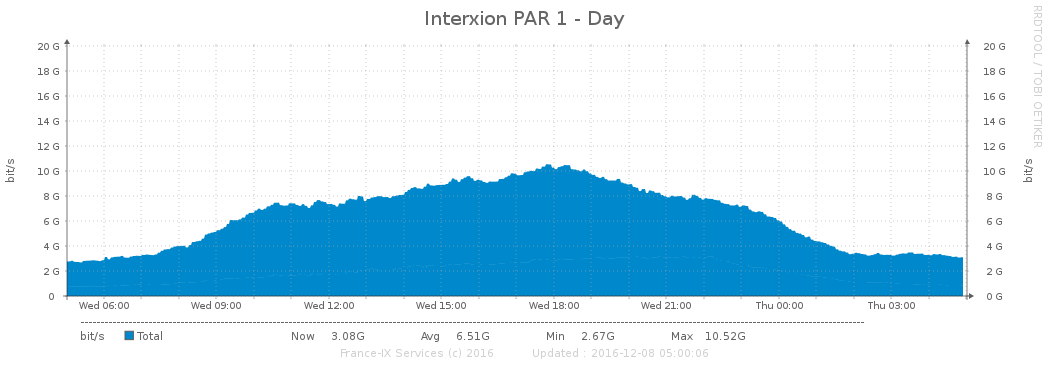 Interxion PAR 1 - Day
RRDTOOL / TOBI OETIKER
20 G 20 G
18 G 18 G
16 G 16 G
14 G 14 G
12 G 12 G
10 G 10 G
8 G 8 G
6 G 6 G
4 G 4 G
2 G 2 G
0 0 G
bit/s bit/s
Wed 06:00 Wed 09:00 Wed 12:00 Wed 15:00 Wed 18:00 Wed 21:00 Thu 00:00 Thu 03:00
bit/s Total Now 3.08G Avg 6.51G Min 2.67G Max 10.52G
France-IX Services (c) 2016 Updated : 2016-12-08 05:00:06